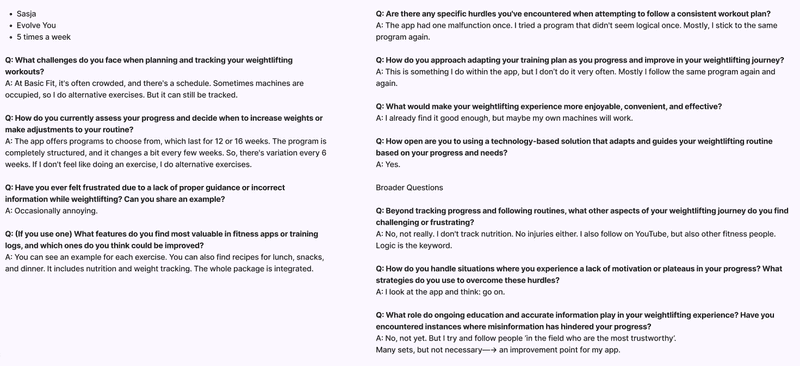 • Sasja
• Evolve You
• 5 times a week
Q: What challenges do you face when planning and tracking your weightlifting
workouts?
A: At Basic Fit, it's often crowded, and there's a schedule. Sometimes machines are
occupied, so I do alternative exercises. But it can still be tracked.
Q: How do you currently assess your progress and decide when to increase weights or
make adjustments to your routine?
A: The app offers programs to choose from, which last for 12 or 16 weeks. The program is
completely structured, and it changes a bit every few weeks. So, there's variation every 6
weeks. If I don't feel like doing an exercise, I do alternative exercises.
Q: Have you ever felt frustrated due to a lack of proper guidance or incorrect
information while weightlifting? Can you share an example?
A: Occasionally annoying.
Q: (If you use one) What features do you find most valuable in fitness apps or training
logs, and which ones do you think could be improved?
A: You can see an example for each exercise. You can also find recipes for lunch, snacks,
and dinner. It includes nutrition and weight tracking. The whole package is integrated.
Q: Are there any specific hurdles you've encountered when attempting to follow a consistent workout plan?
A: The app had one malfunction once. I tried a program that didn't seem logical once. Mostly, I stick to the same
program again.
Q: How do you approach adapting your training plan as you progress and improve in your weightlifting journey?
A: This is something I do within the app, but I don't do it very often. Mostly I follow the same program again and
again.
Q: What would make your weightlifting experience more enjoyable, convenient, and effective?
A: I already find it good enough, but maybe my own machines will work.
Q: How open are you to using a technology-based solution that adapts and guides your weightlifting routine
based on your progress and needs?
A: Yes.
Broader Questions
Q: Beyond tracking progress and following routines, what other aspects of your weightlifting journey do you find
challenging or frustrating?
A: No, not really. I don't track nutrition. No injuries either. I also follow on YouTube, but also other fitness people.
Logic is the keyword.
Q: How do you handle situations where you experience a lack of motivation or plateaus in your progress? What
strategies do you use to overcome these hurdles?
A: I look at the app and think: go on.
Q: What role do ongoing education and accurate information play in your weightlifting experience? Have you
encountered instances where misinformation has hindered your progress?
A: No, not yet. But I try and follow people 'in the field who are the most trustworthy'.
Many sets, but not necessary—→ an improvement point for my app.